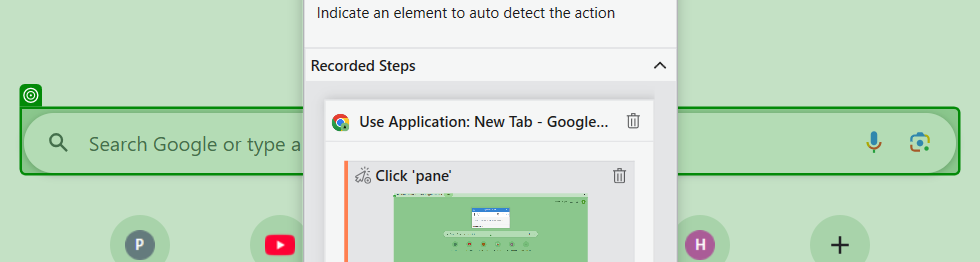 Indicate an element to auto detect the action
Recorded Steps
Use Application: New Tab - Google...
Search Google or type a
Click 'pane'
P
H